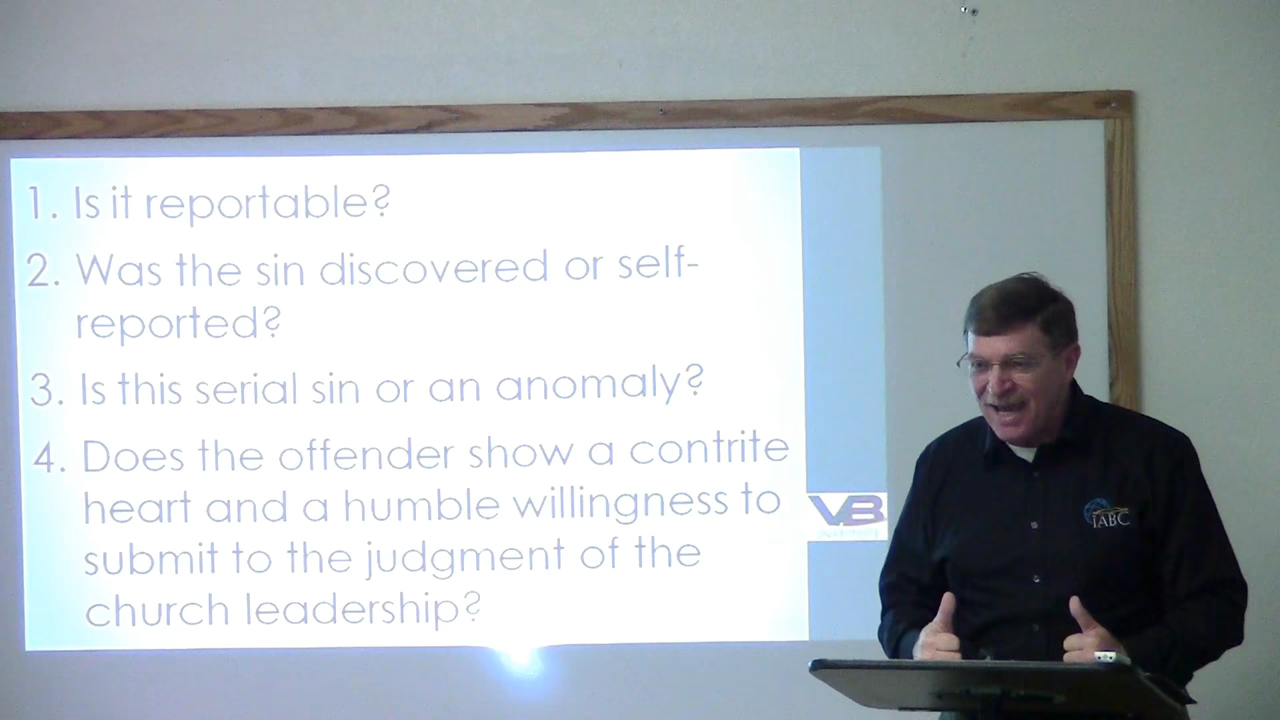 1. Is it reportable?
2. Was the sin discovered or self-
reported?
3. Is this serial sin or an anomaly?
4. Does the offender show a contrite
heart and a humble willingness to
submit to the judgment of the
church leadership?
VB
IABC